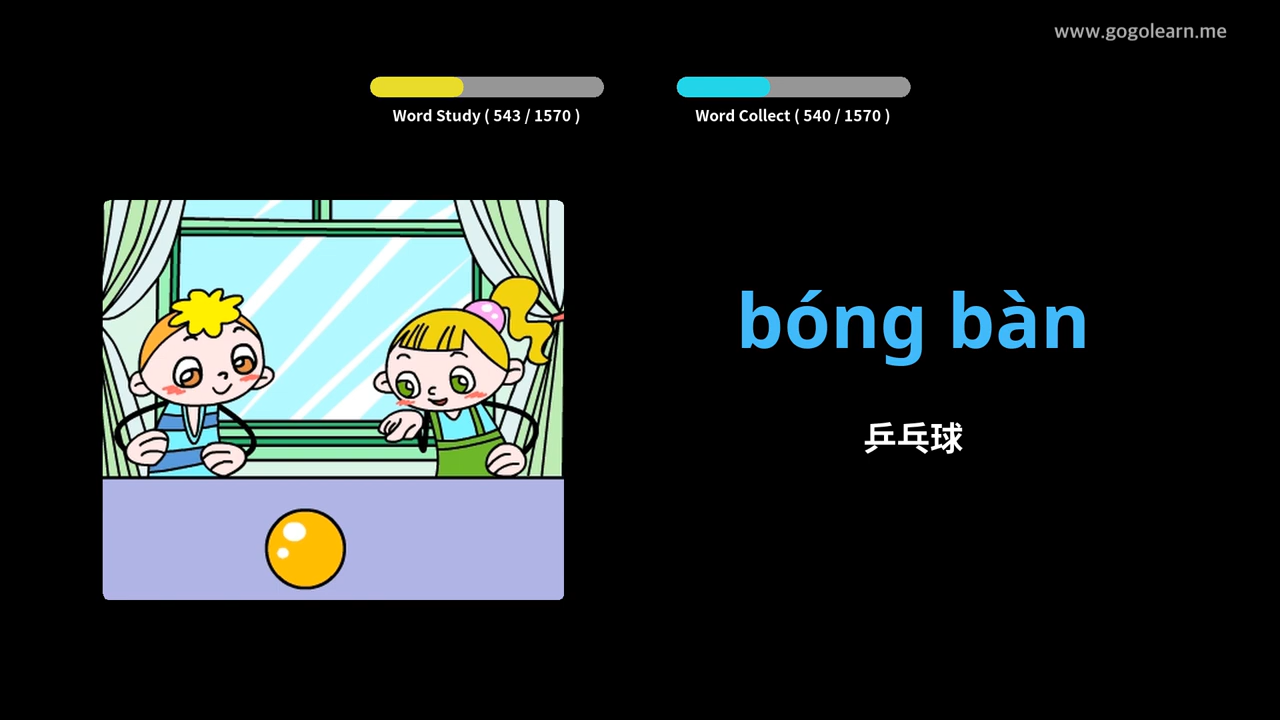 www.gogolearn.me
Word Study ( 543 / 1570 )
Word Collect ( 540 / 1570 )
bóng bàn
乒乓球